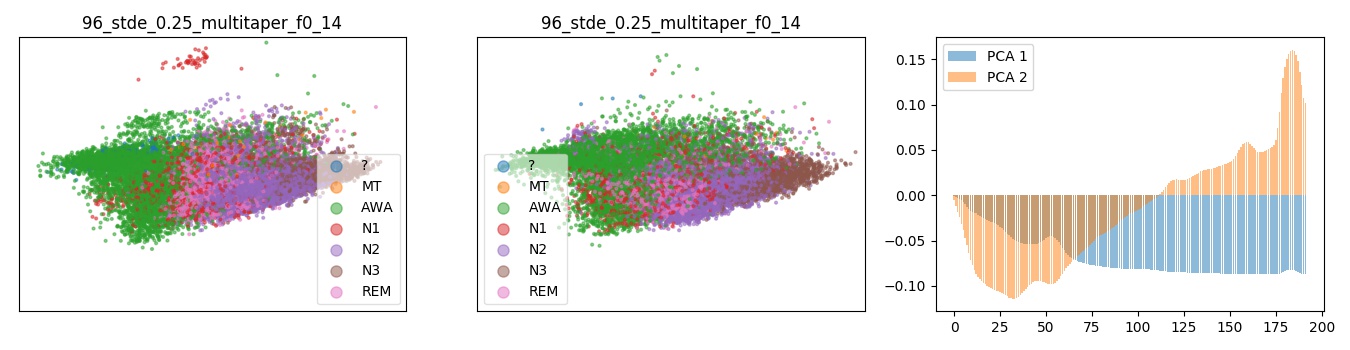 96_stde_0.25_multitaper_f0_14
?
MT
AWA
N1
N2
N3
REM
96_stde_0.25_multitaper_f0_14
?
MT
AWA
N1
N2
N3
REM
PCA 1
PCA 2
0.15
0.10
0.05
0.00
−0.05
−0.10
0 25 50 75 100 125 150 175 200